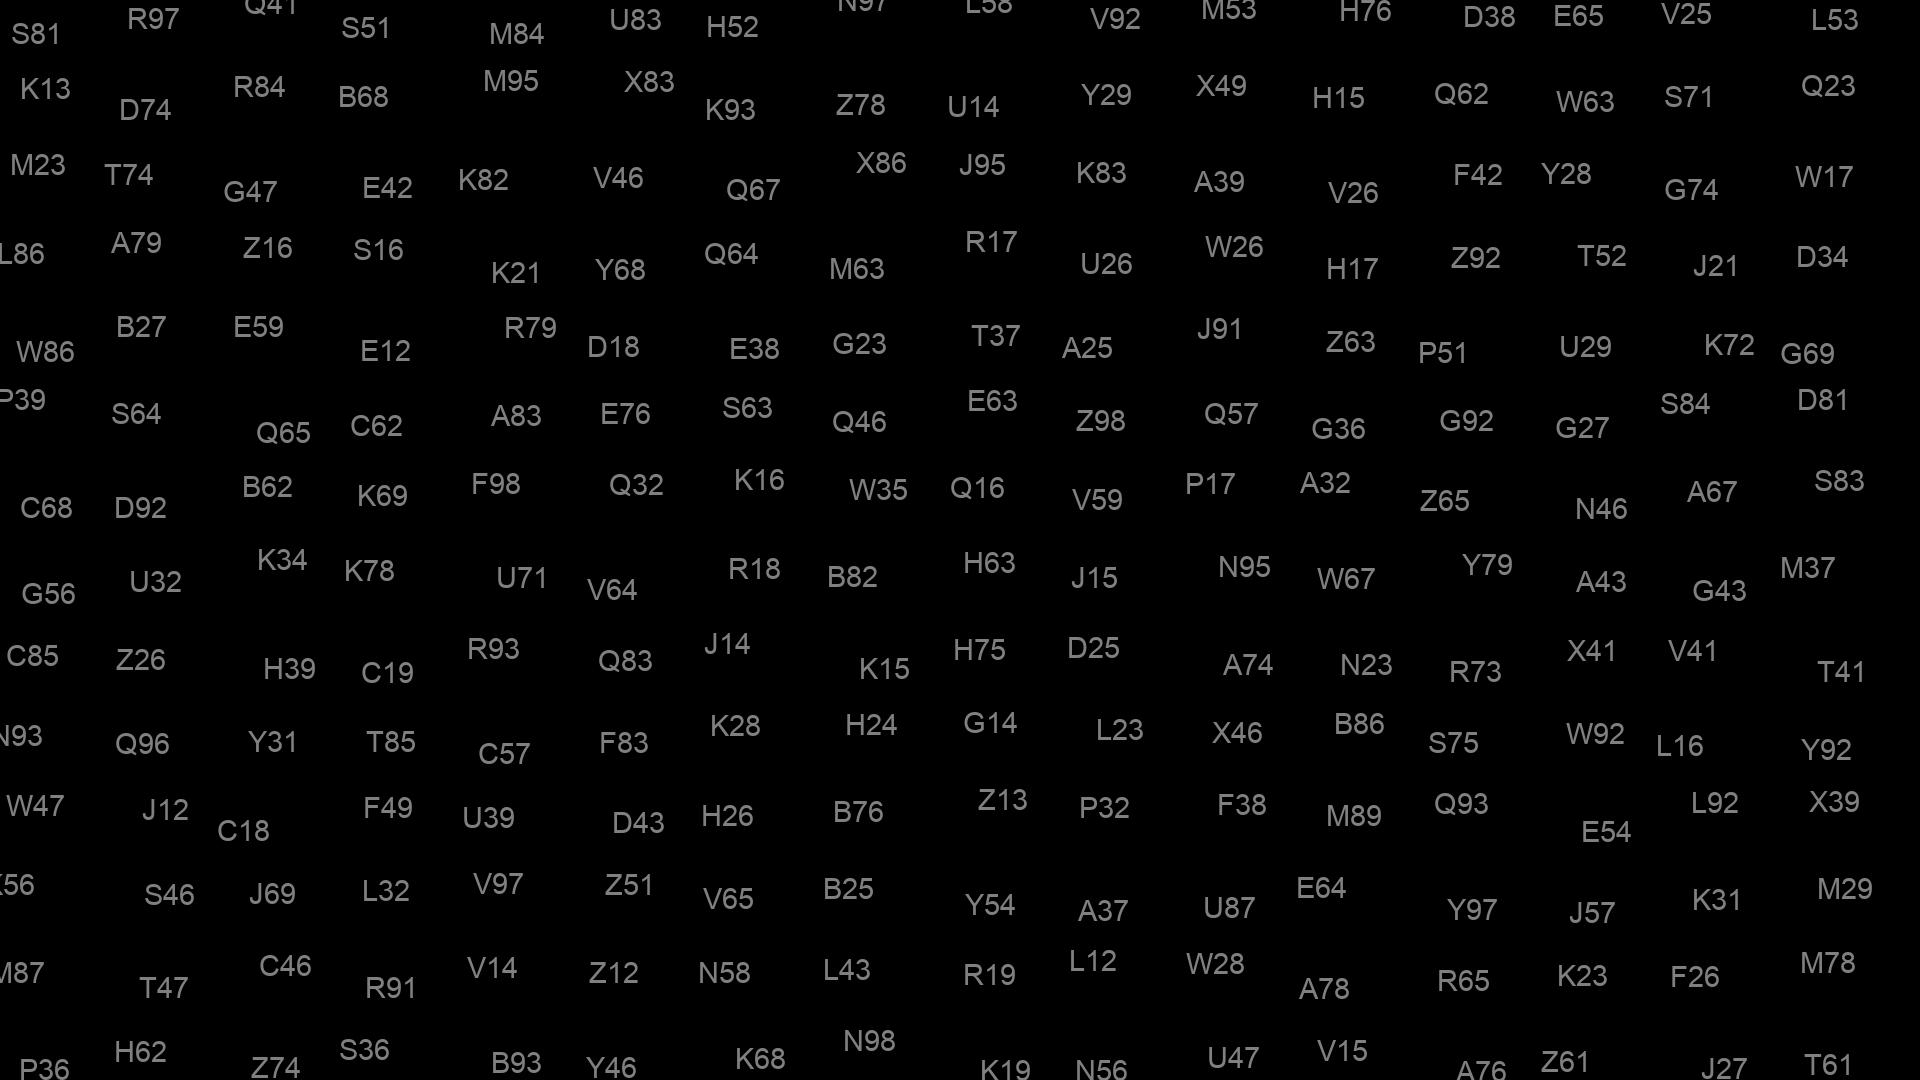 S81 R97 Q41 S51 M84 U83 H52 N97 L58 V92 M53 H76 D38 E65 V25 L53
K13 D74 R84 B68 M95 X83 K93 Z78 U14 Y29 X49 H15 Q62 W63 S71 Q23
M23 T74 G47 E42 K82 V46 Q67 X86 J95 K83 A39 V26 F42 Y28 G74 W17
L86 A79 Z16 S16 K21 Y68 Q64 M63 R17 U26 W26 H17 Z92 T52 J21 D34
W86 B27 E59 E12 R79 D18 E38 G23 T37 A25 J91 Z63 P51 U29 K72 G69
P39 S64 Q65 C62 A83 E76 S63 Q46 E63 Z98 Q57 G36 G92 G27 S84 D81
C68 D92 B62 K69 F98 Q32 K16 W35 Q16 V59 P17 A32 Z65 N46 A67 S83
G56 U32 K34 K78 U71 V64 R18 B82 H63 J15 N95 W67 Y79 A43 G43 M37
C85 Z26 H39 C19 R93 Q83 J14 K15 H75 D25 A74 N23 R73 X41 V41 T41
N93 Q96 Y31 T85 C57 F83 K28 H24 G14 L23 X46 B86 S75 W92 L16 Y92
W47 J12 C18 F49 U39 D43 H26 B76 Z13 P32 F38 M89 Q93 E54 L92 X39
S46 J69 L32 V97 Z51 V65 B25 Y54 A37 U87 E64 Y97 J57 K31 M29
M87 T47 C46 R91 V14 Z12 N58 L43 R19 L12 W28 A78 R65 K23 F26 M78
P36 H62 Z74 S36 B93 Y46 K68 N98 K19 N56 U47 V15 A76 Z61 J27 T61